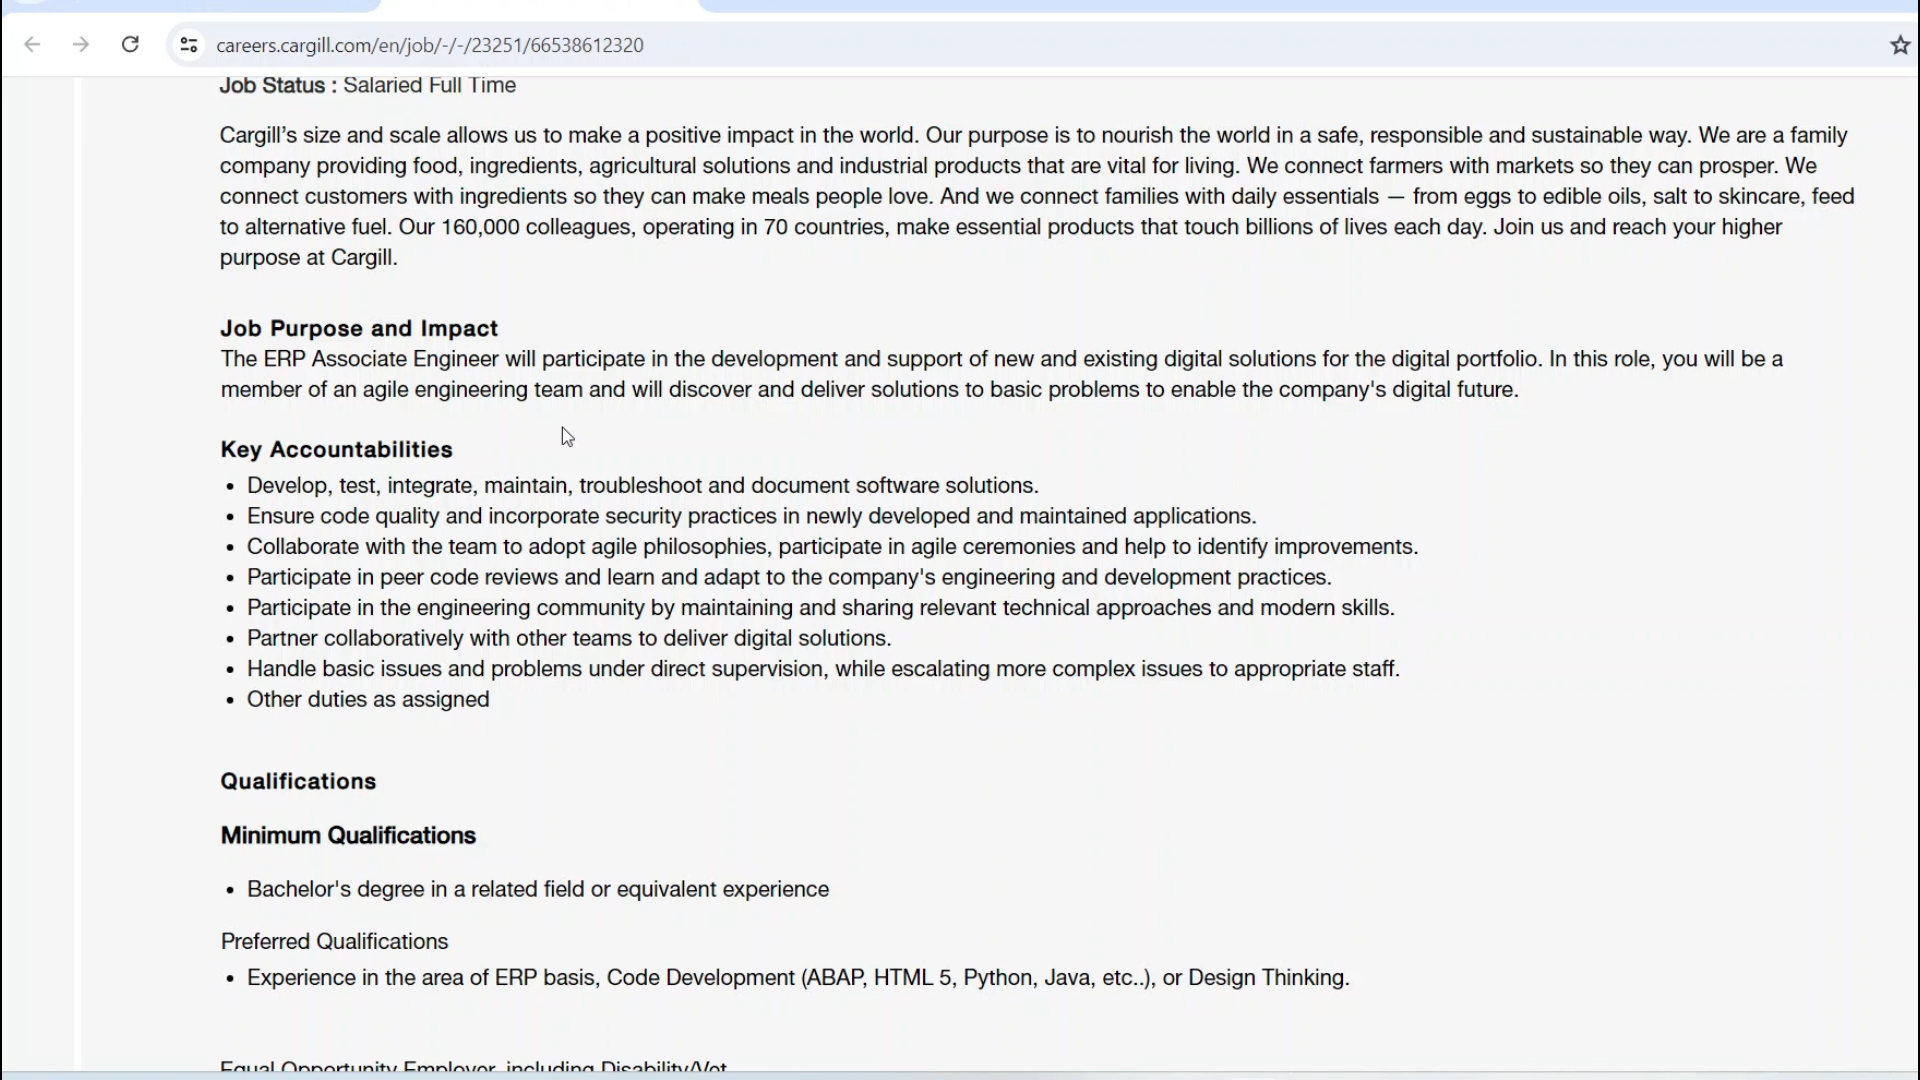 careers.cargill.com/en/job/-/-/23251/66538612320
Job Status : Salaried Full Time
Cargill’s size and scale allows us to make a positive impact in the world. Our purpose is to nourish the world in a safe, responsible and sustainable way. We are a family
company providing food, ingredients, agricultural solutions and industrial products that are vital for living. We connect farmers with markets so they can prosper. We
connect customers with ingredients so they can make meals people love. And we connect families with daily essentials — from eggs to edible oils, salt to skincare, feed
to alternative fuel. Our 160,000 colleagues, operating in 70 countries, make essential products that touch billions of lives each day. Join us and reach your higher
purpose at Cargill.
Job Purpose and Impact
The ERP Associate Engineer will participate in the development and support of new and existing digital solutions for the digital portfolio. In this role, you will be a
member of an agile engineering team and will discover and deliver solutions to basic problems to enable the company's digital future.
Key Accountabilities
• Develop, test, integrate, maintain, troubleshoot and document software solutions.
• Ensure code quality and incorporate security practices in newly developed and maintained applications.
• Collaborate with the team to adopt agile philosophies, participate in agile ceremonies and help to identify improvements.
• Participate in peer code reviews and learn and adapt to the company's engineering and development practices.
• Participate in the engineering community by maintaining and sharing relevant technical approaches and modern skills.
• Partner collaboratively with other teams to deliver digital solutions.
• Handle basic issues and problems under direct supervision, while escalating more complex issues to appropriate staff.
• Other duties as assigned
Qualifications
Minimum Qualifications
• Bachelor's degree in a related field or equivalent experience
Preferred Qualifications
• Experience in the area of ERP basis, Code Development (ABAP, HTML 5, Python, Java, etc..), or Design Thinking.
Equal Opportunity Employer, including Disability/Vet